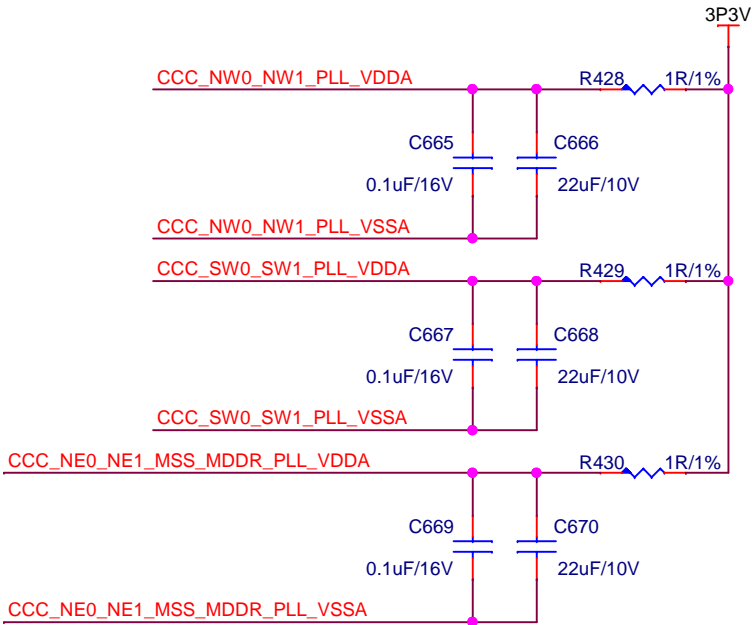 3P3V
CCC_NW0_NW1_PLL_VDDA
R428 1R/1%
C665 C666
0.1uF/16V 22uF/10V
CCC_NW0_NW1_PLL_VSSA
CCC_SW0_SW1_PLL_VDDA
R429 1R/1%
C667 C668
0.1uF/16V 22uF/10V
CCC_SW0_SW1_PLL_VSSA
CCC_NE0_NE1_MSS_MDDR_PLL_VDDA
R430 1R/1%
C669 C670
0.1uF/16V 22uF/10V
CCC_NE0_NE1_MSS_MDDR_PLL_VSSA